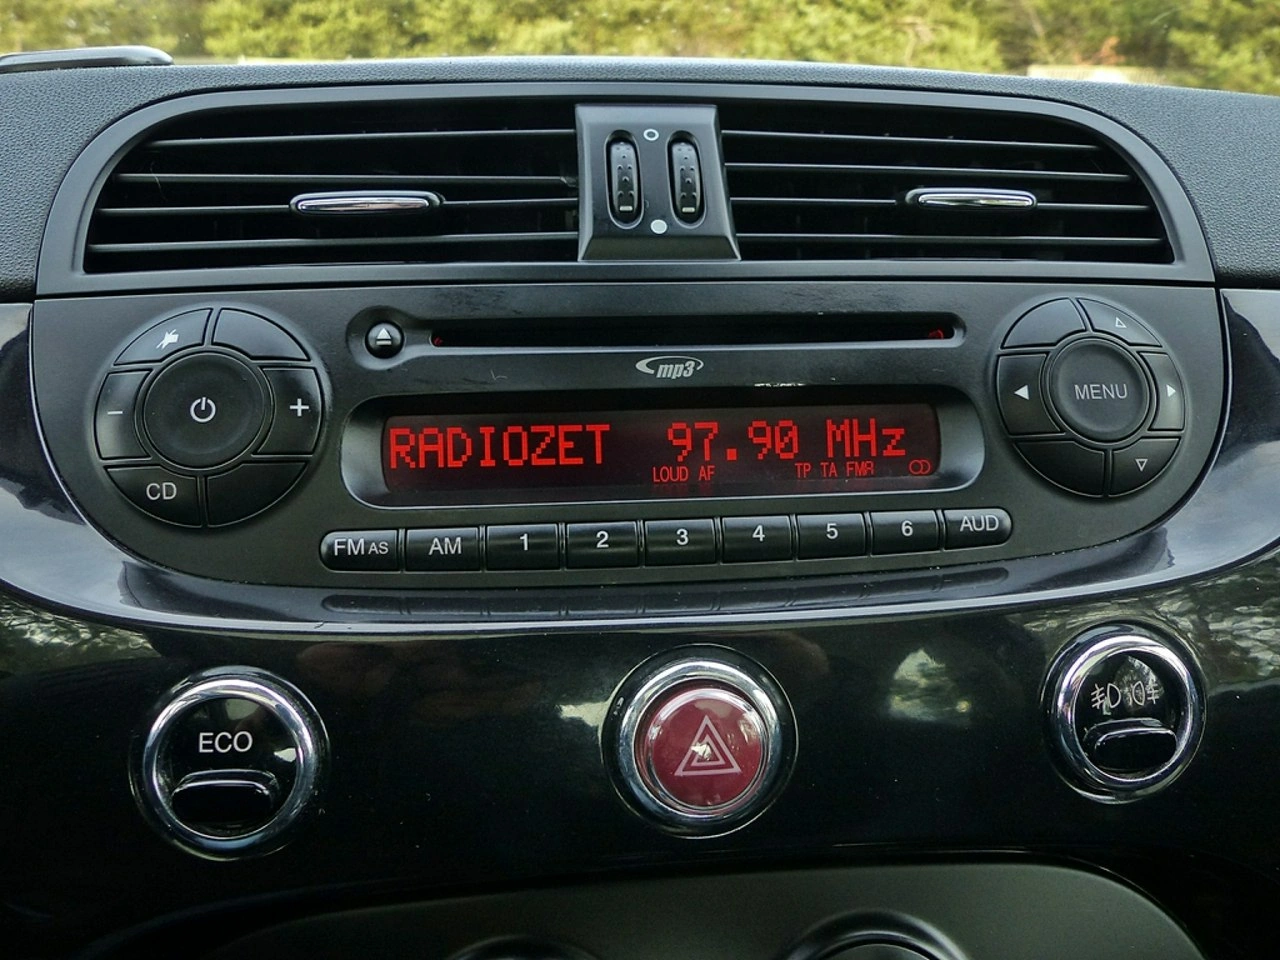 mp3
RADIOZET 97.90 MHz
LOUD AF TP TA FMA
- + MENU
CD
FM AS AM 1 2 3 4 5 6 AUD
ECO